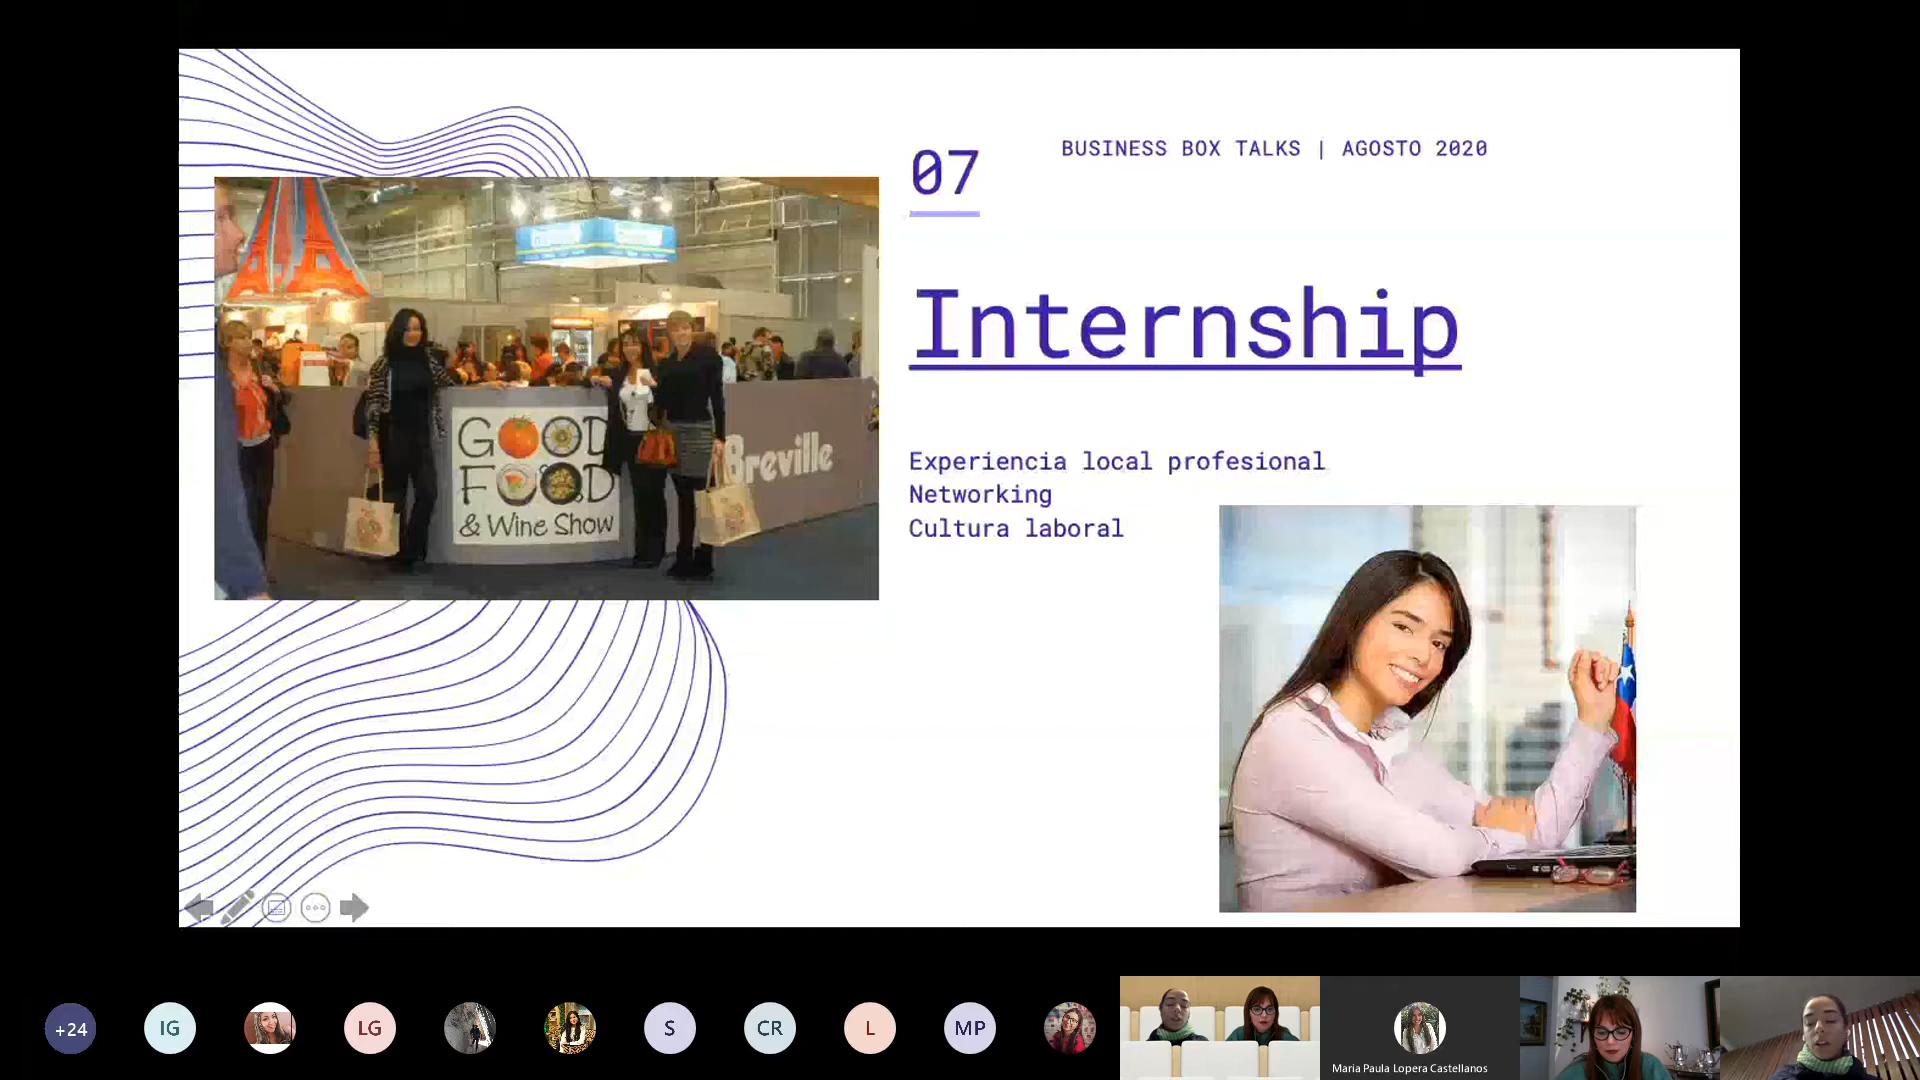 07
BUSINESS BOX TALKS | AGOSTO 2020
Internship
Experiencia local profesional
Networking
Cultura laboral
GOOD
FOOD
& Wine Show
Breville
+24
IG
LG
S
CR
L
MP
Maria Paula Lopera Castellanos